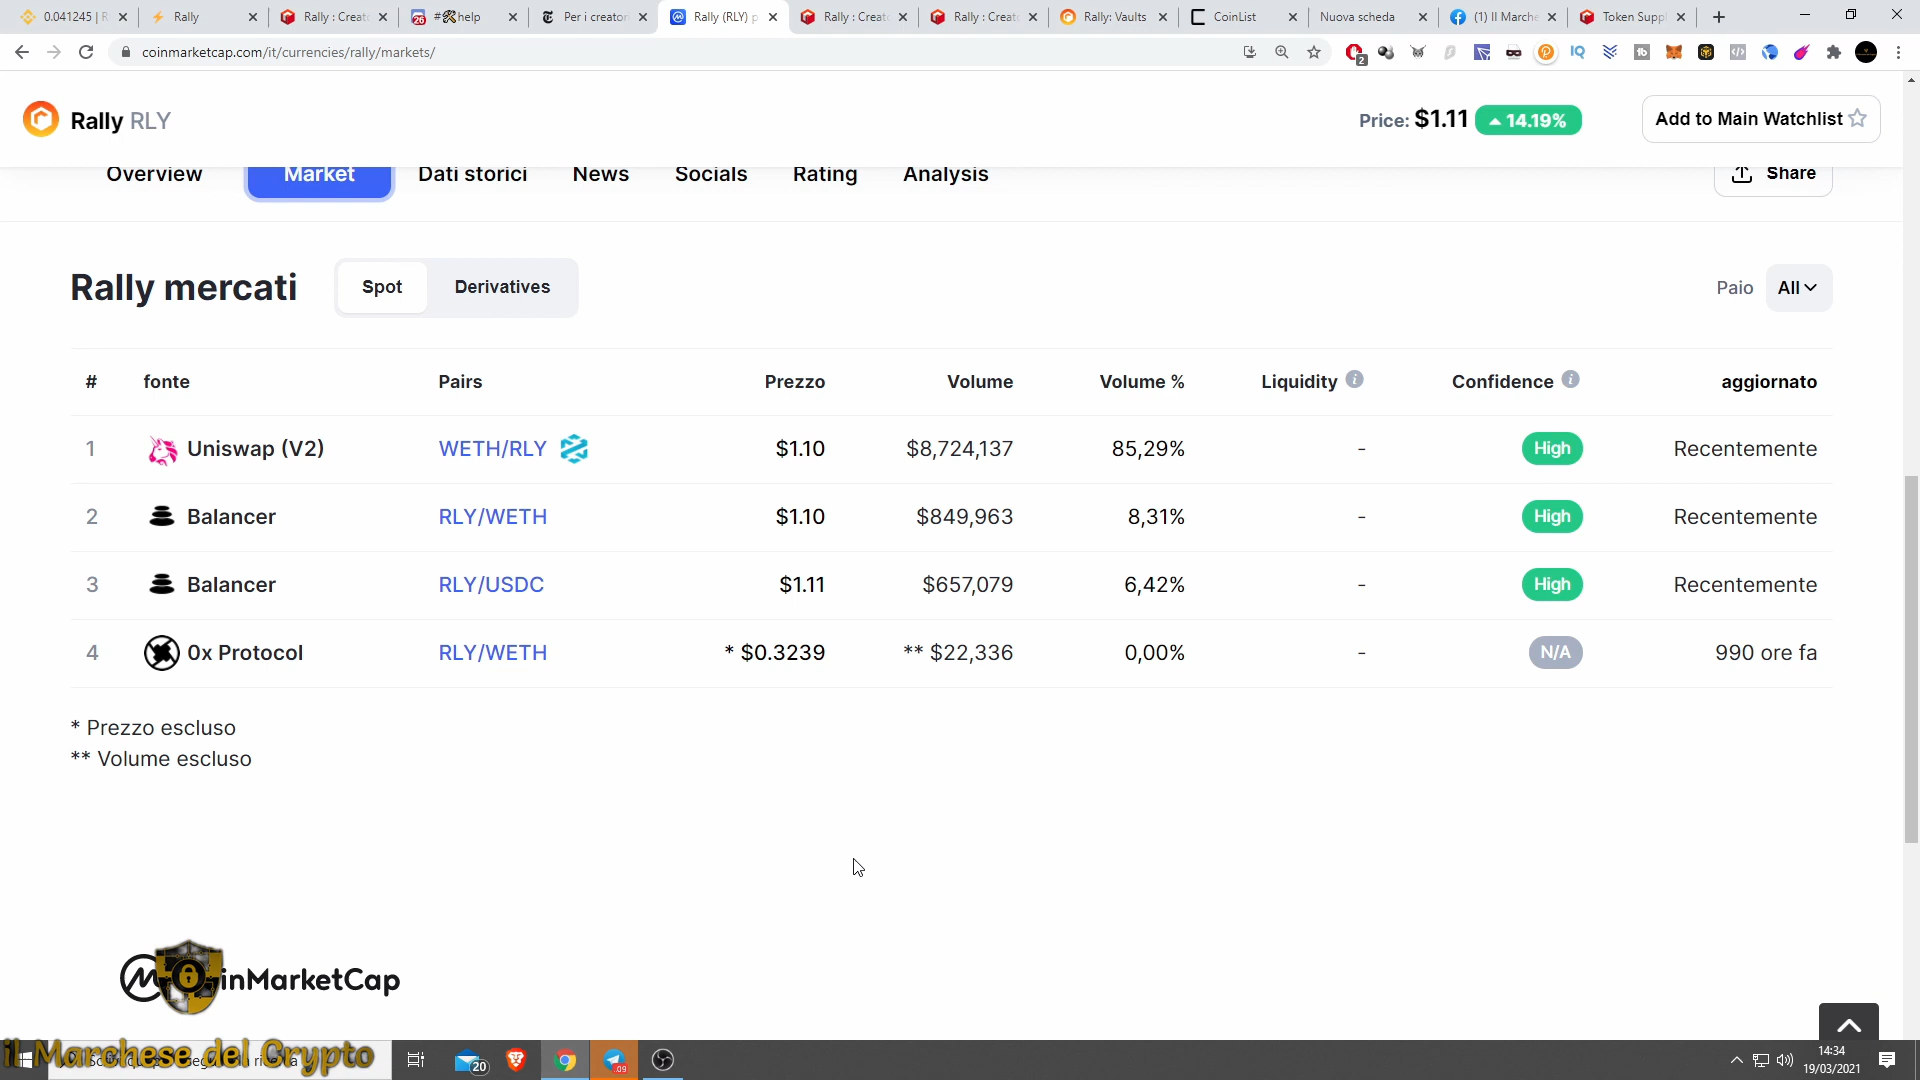 0.041245 | R
Rally
Rally : Creato
#🛠help
Per i creator
Rally (RLY) p
Rally : Creato
Rally : Creato
Rally: Vaults
CoinList
Nuova scheda
(1) Il Marche
Token Suppl
coinmarketcap.com/it/currencies/rally/markets/
Rally RLY
Price: $1.11 14.19%
Add to Main Watchlist
Overview
Market
Dati storici
News
Socials
Rating
Analysis
Share
Rally mercati
Spot
Derivatives
Paio
All
# fonte Pairs Prezzo Volume Volume % Liquidity Confidence aggiornato
1 Uniswap (V2) WETH/RLY $1.10 $8,724,137 85,29% - High Recentemente
2 Balancer RLY/WETH $1.10 $849,963 8,31% - High Recentemente
3 Balancer RLY/USDC $1.11 $657,079 6,42% - High Recentemente
4 0x Protocol RLY/WETH * $0.3239 ** $22,336 0,00% - N/A 990 ore fa
* Prezzo escluso
** Volume escluso
inMarketCap
il Marchese del Crypto
20
14:34
19/03/2021